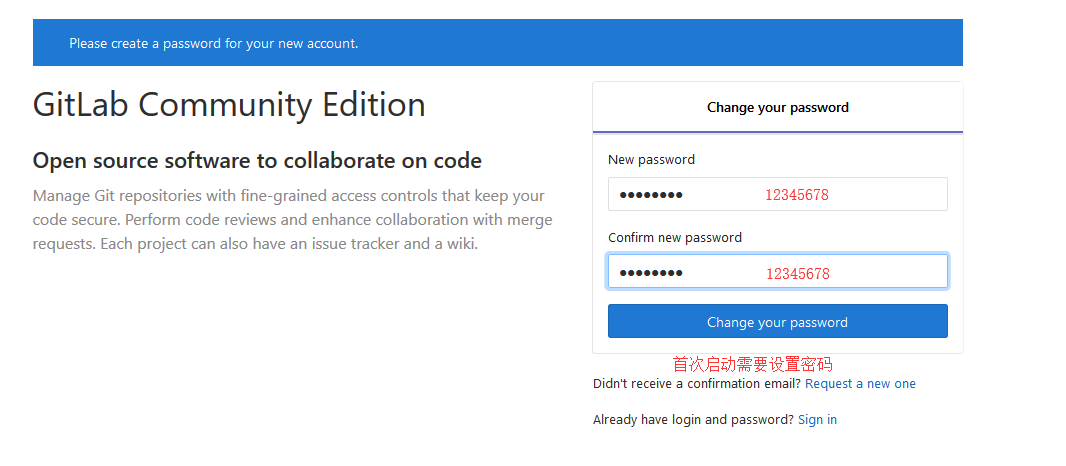 Please create a password for your new account.
GitLab Community Edition
Open source software to collaborate on code
Manage Git repositories with fine-grained access controls that keep your
code secure. Perform code reviews and enhance collaboration with merge
requests. Each project can also have an issue tracker and a wiki.
Change your password
New password
●●●●●●●● 12345678
Confirm new password
●●●●●●●● 12345678
Change your password
首次启动需要设置密码
Didn't receive a confirmation email? Request a new one
Already have login and password? Sign in